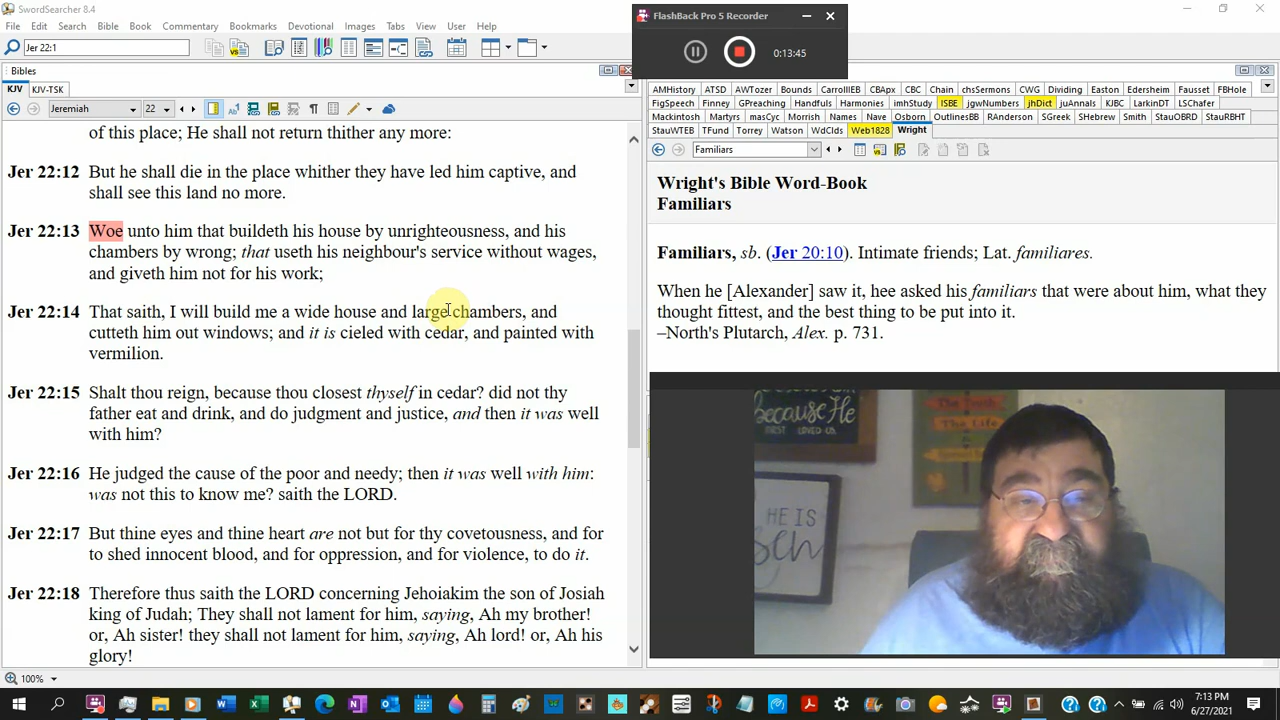 SwordSearcher 8.4
File Edit View Search Book Commentary Bookmarks Devotional Images Tabs User Help
Jer 22:1
Bibles
KJV KJV-TSK
Jeremiah 22
of this place; He shall not return thither any more:
Jer 22:12 But he shall die in the place whither they have led him captive, and
shall see this land no more.
Jer 22:13 Woe unto him that buildeth his house by unrighteousness, and his
chambers by wrong; that useth his neighbour's service without wages,
and giveth him not for his work;
Jer 22:14 That saith, I will build me a wide house and large chambers, and
cutteth him out windows; and it is cieled with cedar, and painted with
vermilion.
Jer 22:15 Shalt thou reign, because thou closest thyself in cedar? did not thy
father eat and drink, and do judgment and justice, and then it was well
with him?
Jer 22:16 He judged the cause of the poor and needy; then it was well with him:
was not this to know me? saith the LORD.
Jer 22:17 But thine eyes and thine heart are not but for thy covetousness, and for
to shed innocent blood, and for oppression, and for violence, to do it.
Jer 22:18 Therefore thus saith the LORD concerning Jehoiakim the son of Josiah
king of Judah; They shall not lament for him, saying, Ah my brother!
or, Ah sister! they shall not lament for him, saying, Ah lord! or, Ah his
glory!
100%
FlashBack Pro 5 Recorder
0:13:45
AMHistory ATSD AWTozer Bounds CarrollIEB CBApx CBC Chain chsSermons CWG Dividing Easton Edersheim Fausset FBHole
FigSpeech Finney GPreaching Handfuls Harmonies imhStudy ISBE jgwNumbers jhDict juAnnals KJBC LarkinDT LSChafer
Mackintosh Martyrs masCyc Morrish Names Naves Osborn OutlinesBB RAnderson SGreek SHebrew Smith StauOBRD StauRBHT
StauWTEB TFund Torrey Watson WdClds Web1828 Wright
Familiars
Wright's Bible Word-Book
Familiars
Familiars, sb. (Jer 20:10). Intimate friends; Lat. familiares.
When he [Alexander] saw it, hee asked his familiars that were about him, what they
thought fittest, and the best thing to be put into it.
–North's Plutarch, Alex. p. 731.
because He
FIRST LOVED US.
The Truth
The Life
HE IS
7:13 PM
6/27/2021